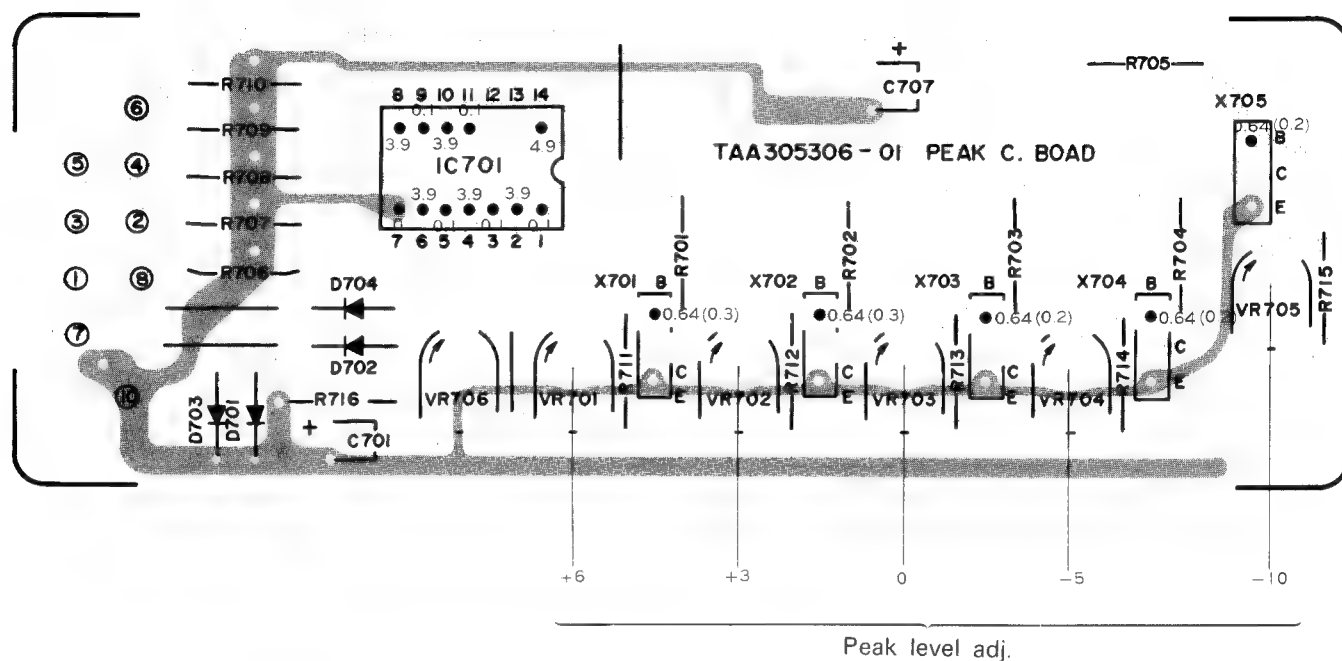 +
C707
R705
X705
R710
8 9 10 11 12 13 14
0.1 0.1
⑥
0.64(0.2)
B
R709
3.9 3.9 4.9
TAA305306-01 PEAK C. BOAD
⑤ ④
IC701
C
R708
3.9 3.9 3.9
E
③ ②
R707
0 0.1 0.1 0.1
7 6 5 4 3 2 1
R701
R702
R703
R704
① ⑧
R706
D704
X701 B
X702 B
X703 B
X704 B
VR705
R715
0.64(0.3)
0.64(0.3)
0.64(0.2)
⑦
D702
R711
R712
R713
R714
C
C
C
C
⑩
R716
VR706
VR701
E
VR702
E
VR703
E
VR704
E
D703
D701
+
C701
+6 +3 0 -5 -10
Peak level adj.